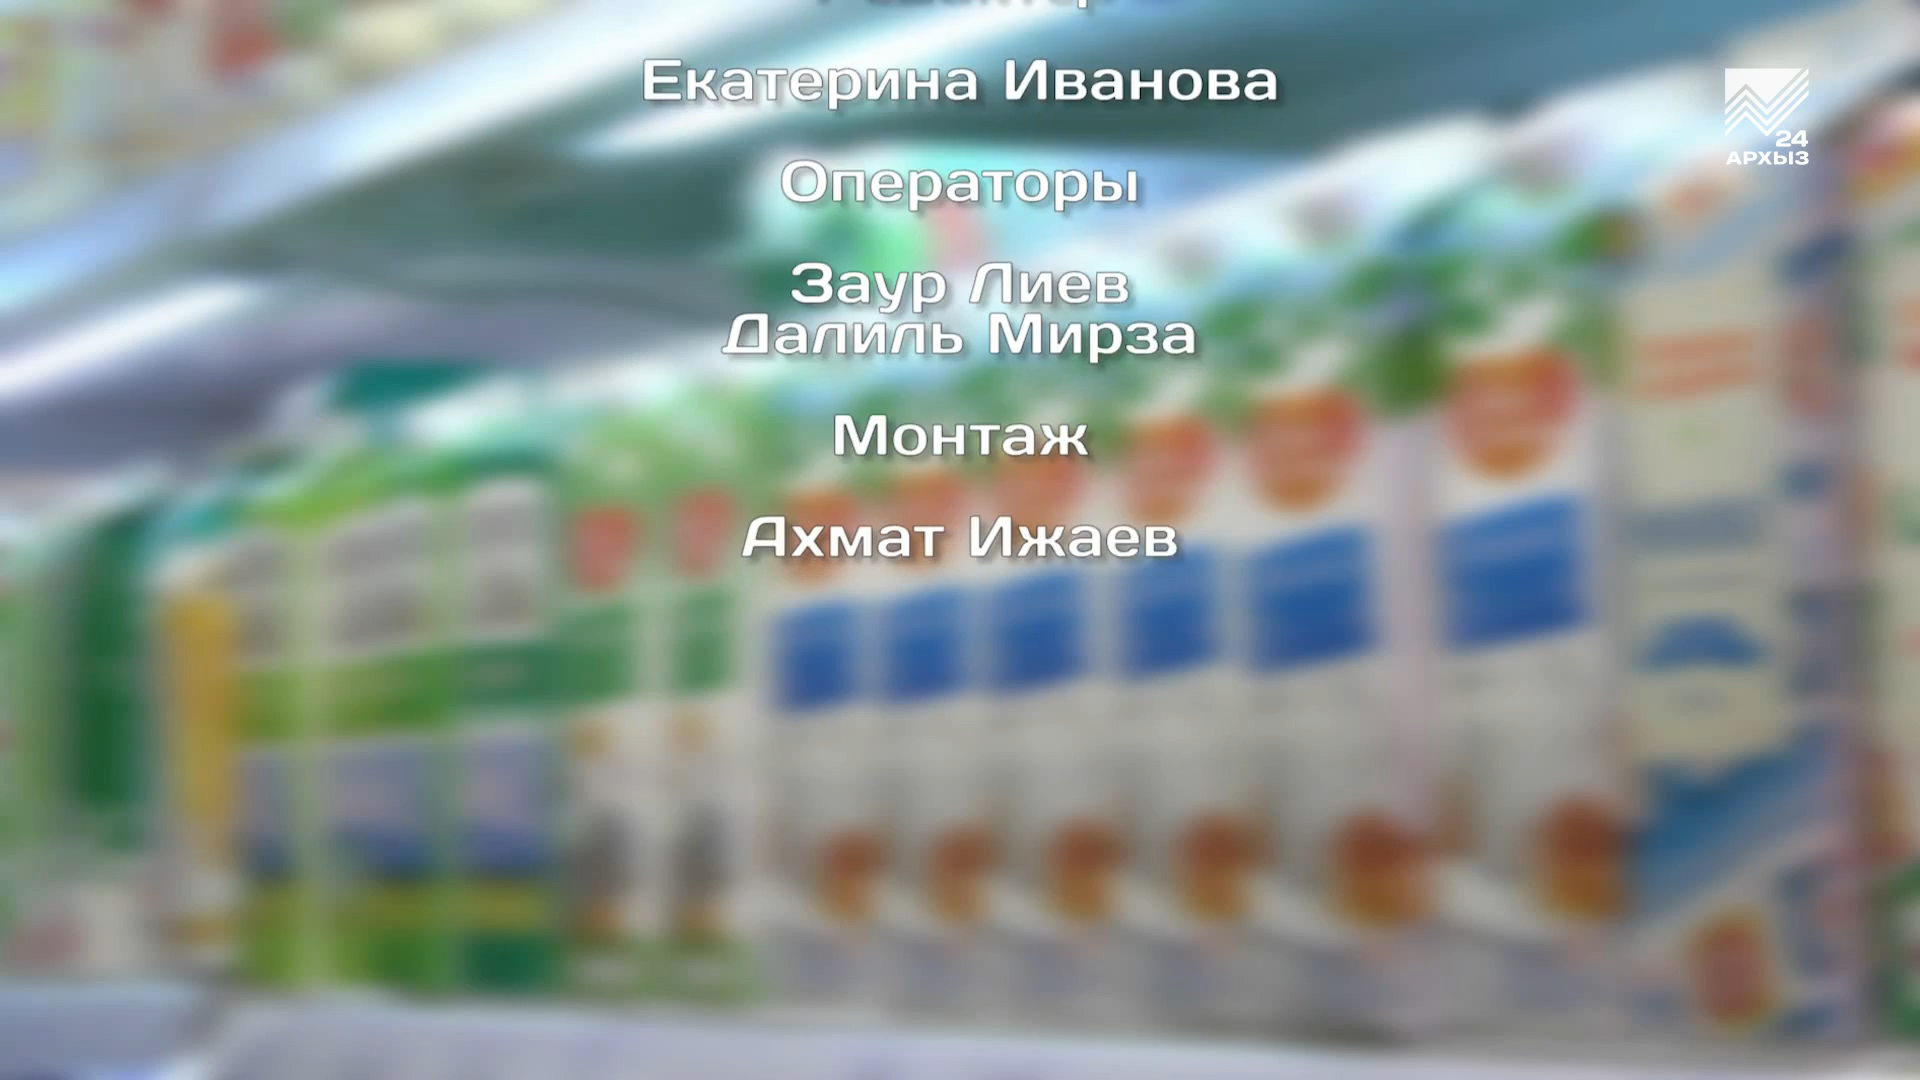 Екатерина Иванова
24
АРХЫЗ
Операторы
Заур Лиев
Далиль Мирза
Монтаж
Ахмат Ижаев